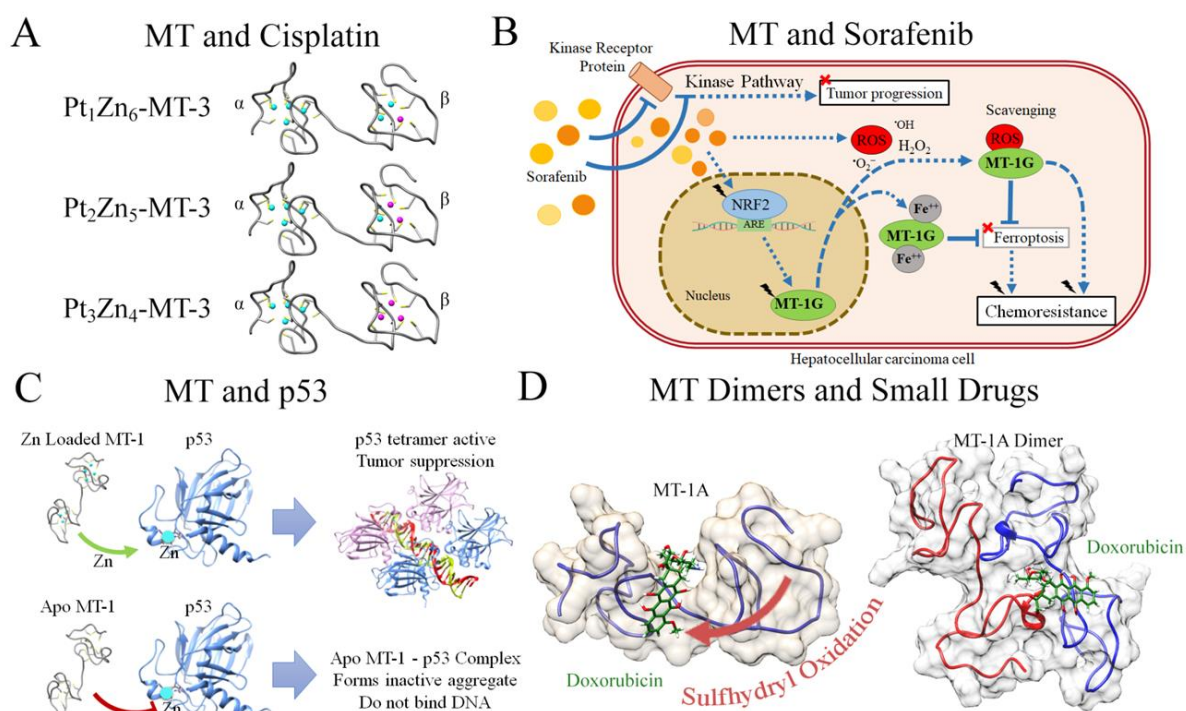 A
MT and Cisplatin
Pt₁Zn₆-MT-3
α
β
Pt₂Zn₅-MT-3
α
β
Pt₃Zn₄-MT-3
α
β
B
MT and Sorafenib
Kinase Receptor
Protein
Kinase Pathway
Tumor progression
Sorafenib
ROS
•OH
H₂O₂
•O₂⁻
Scavenging
ROS
MT-1G
NRF2
ARE
Fe⁺⁺
MT-1G
Fe⁺⁺
Ferroptosis
Nucleus
MT-1G
Chemoresistance
Hepatocellular carcinoma cell
C
MT and p53
Zn Loaded MT-1
p53
Zn
Zn
p53 tetramer active
Tumor suppression
Apo MT-1
p53
Zn
Apo MT-1 - p53 Complex
Forms inactive aggregate
Do not bind DNA
D
MT Dimers and Small Drugs
MT-1A
Doxorubicin
Sulfhydryl Oxidation
MT-1A Dimer
Doxorubicin